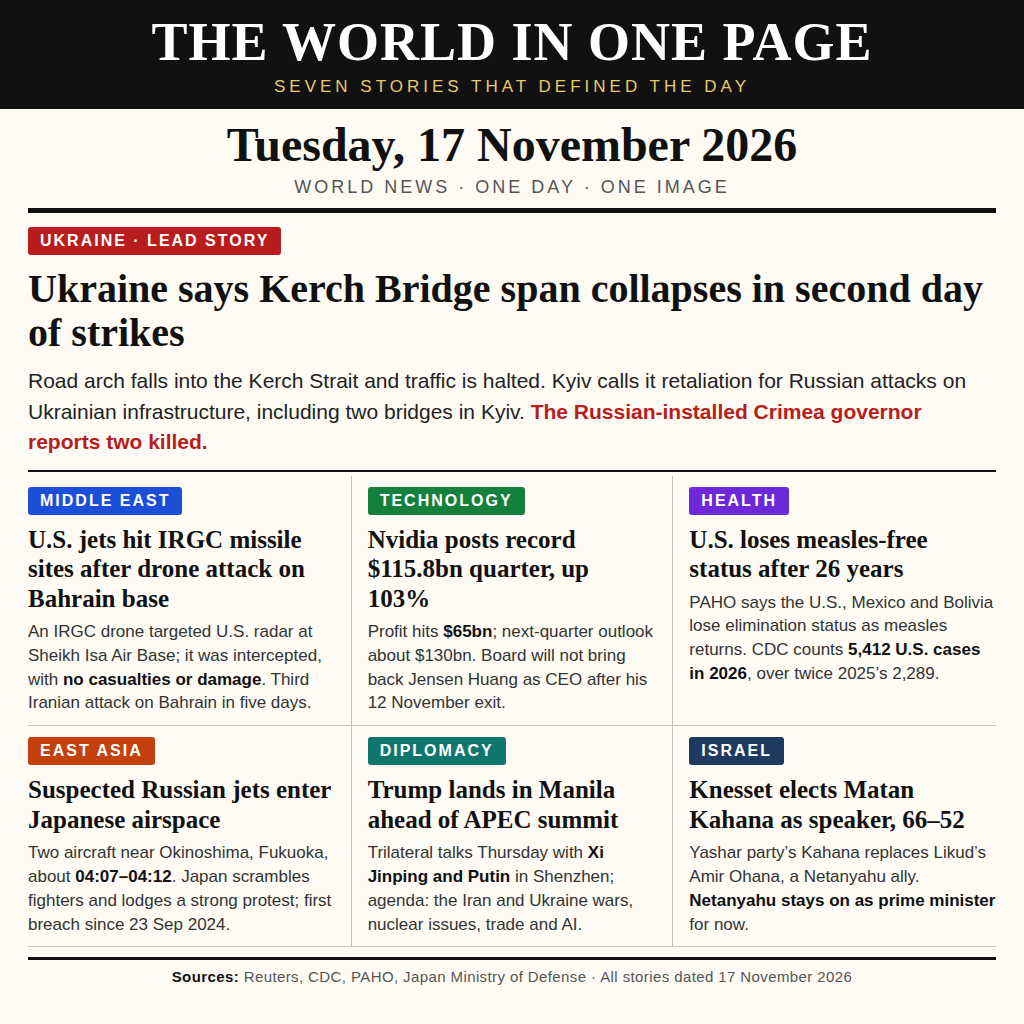 THE WORLD IN ONE PAGE
SEVEN STORIES THAT DEFINED THE DAY
Tuesday, 17 November 2026
WORLD NEWS · ONE DAY · ONE IMAGE
UKRAINE · LEAD STORY
Ukraine says Kerch Bridge span collapses in second day
of strikes
Road arch falls into the Kerch Strait and traffic is halted. Kyiv calls it retaliation for Russian attacks on
Ukrainian infrastructure, including two bridges in Kyiv. The Russian-installed Crimea governor
reports two killed.
MIDDLE EAST
U.S. jets hit IRGC missile
sites after drone attack on
Bahrain base
An IRGC drone targeted U.S. radar at
Sheikh Isa Air Base; it was intercepted,
with no casualties or damage. Third
Iranian attack on Bahrain in five days.
TECHNOLOGY
Nvidia posts record
$115.8bn quarter, up
103%
Profit hits $65bn; next-quarter outlook
about $130bn. Board will not bring
back Jensen Huang as CEO after his
12 November exit.
HEALTH
U.S. loses measles-free
status after 26 years
PAHO says the U.S., Mexico and Bolivia
lose elimination status as measles
returns. CDC counts 5,412 U.S. cases
in 2026, over twice 2025’s 2,289.
EAST ASIA
Suspected Russian jets enter
Japanese airspace
Two aircraft near Okinoshima, Fukuoka,
about 04:07–04:12. Japan scrambles
fighters and lodges a strong protest; first
breach since 23 Sep 2024.
DIPLOMACY
Trump lands in Manila
ahead of APEC summit
Trilateral talks Thursday with Xi
Jinping and Putin in Shenzhen;
agenda: the Iran and Ukraine wars,
nuclear issues, trade and AI.
ISRAEL
Knesset elects Matan
Kahana as speaker, 66–52
Yashar party’s Kahana replaces Likud’s
Amir Ohana, a Netanyahu ally.
Netanyahu stays on as prime minister
for now.
Sources: Reuters, CDC, PAHO, Japan Ministry of Defense · All stories dated 17 November 2026